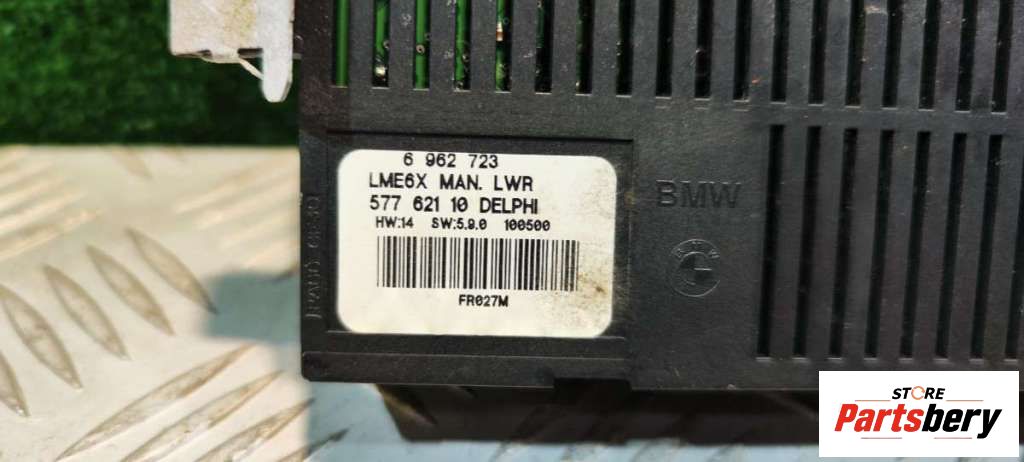 6 962 723
LME6X MAN. LWR
577 621 10 DELPHI
HW:14 SW:5.9.0 100500
FR027M
BMW
STORE
Partsbery